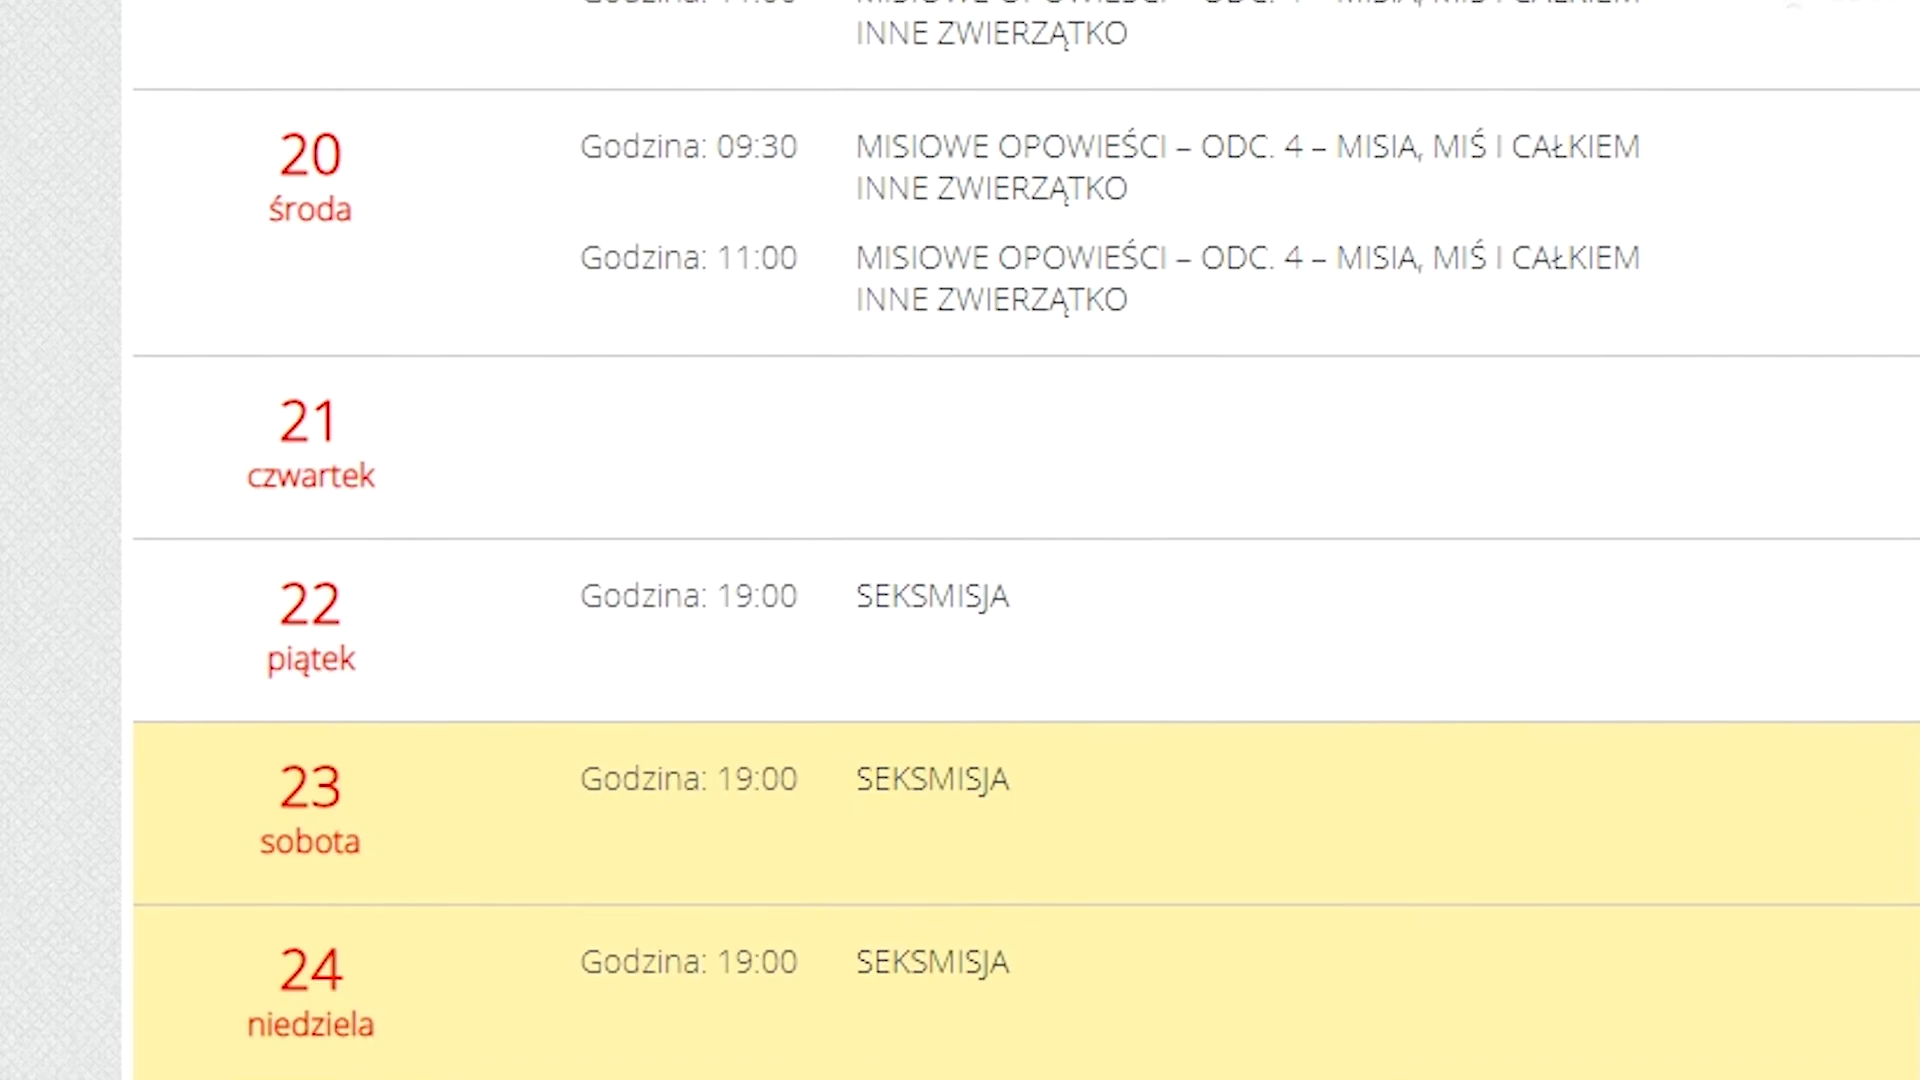 INNE ZWIERZĄTKO
20
środa
Godzina: 09:30
MISIOWE OPOWIEŚCI – ODC. 4 – MISIA, MIŚ I CAŁKIEM
INNE ZWIERZĄTKO
Godzina: 11:00
MISIOWE OPOWIEŚCI – ODC. 4 – MISIA, MIŚ I CAŁKIEM
INNE ZWIERZĄTKO
21
czwartek
22
piątek
Godzina: 19:00
SEKSMISJA
23
sobota
Godzina: 19:00
SEKSMISJA
24
niedziela
Godzina: 19:00
SEKSMISJA